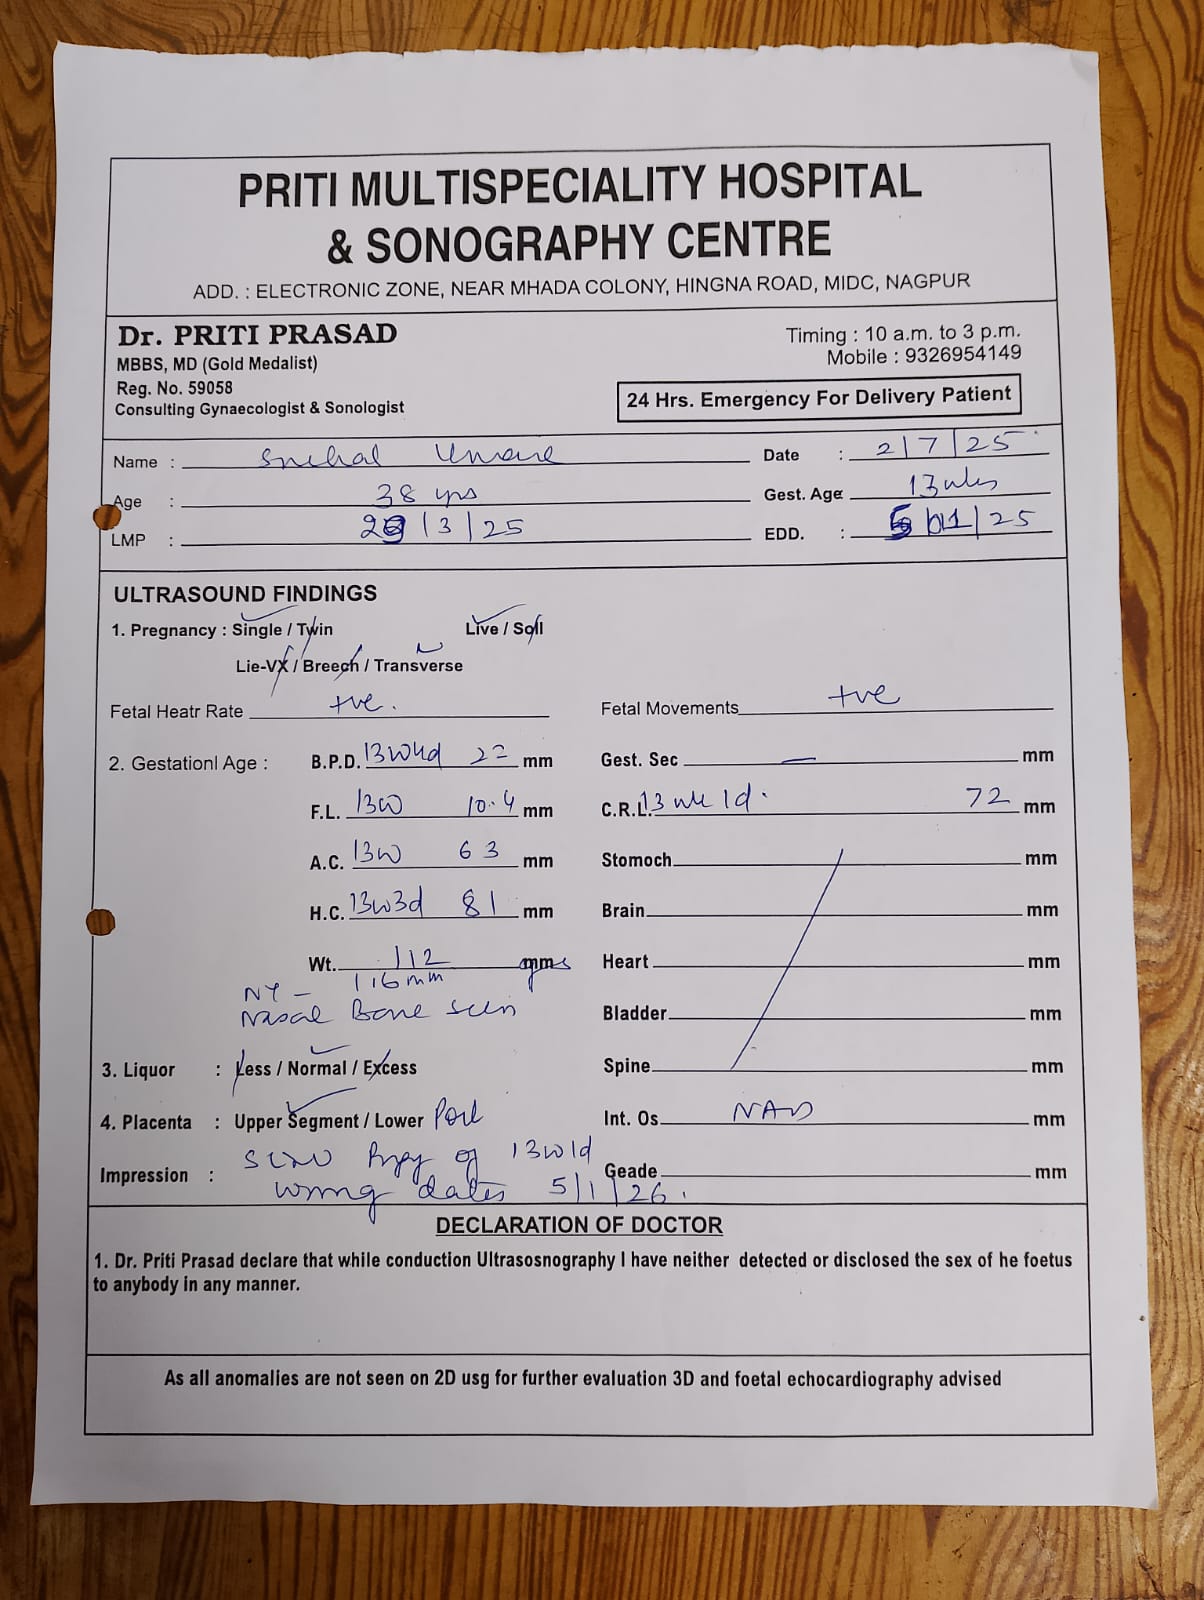 PRITI MULTISPECIALITY HOSPITAL
& SONOGRAPHY CENTRE
ADD. : ELECTRONIC ZONE, NEAR MHADA COLONY, HINGNA ROAD, MIDC, NAGPUR
Dr. PRITI PRASAD
MBBS, MD (Gold Medalist)
Reg. No. 59058
Consulting Gynaecologist & Sonologist
Timing : 10 a.m. to 3 p.m.
Mobile : 9326954149
24 Hrs. Emergency For Delivery Patient
Name : Snehal
Date : 2/7/25
Age : 38 yrs
Gest. Age 13 wks
LMP : /3/25
EDD. : /25
ULTRASOUND FINDINGS
1. Pregnancy : Single / Twin Live / Soll
Lie-VX / Breech / Transverse
Fetal Heatr Rate +ve.
Fetal Movements +ve
2. Gestationl Age : B.P.D. 13w4d 22 mm
Gest. Sec — mm
F.L. 13w 10.4 mm
C.R.L. 13 wk 1d. 72 mm
A.C. 13w 63 mm
Stomoch mm
H.C. 13w3d 81 mm
Brain mm
Wt. 112 gms
Heart mm
NT – 1.6mm
Nasal Bone seen
Bladder mm
3. Liquor : Less / Normal / Excess
Spine mm
4. Placenta : Upper Segment / Lower Post
Int. Os. NAD mm
Impression : Pregy of 13w1d
wrong dates 5/1/26.
Geade mm
DECLARATION OF DOCTOR
1. Dr. Priti Prasad declare that while conduction Ultrasosnography I have neither detected or disclosed the sex of he foetus
to anybody in any manner.
As all anomalies are not seen on 2D usg for further evaluation 3D and foetal echocardiography advised